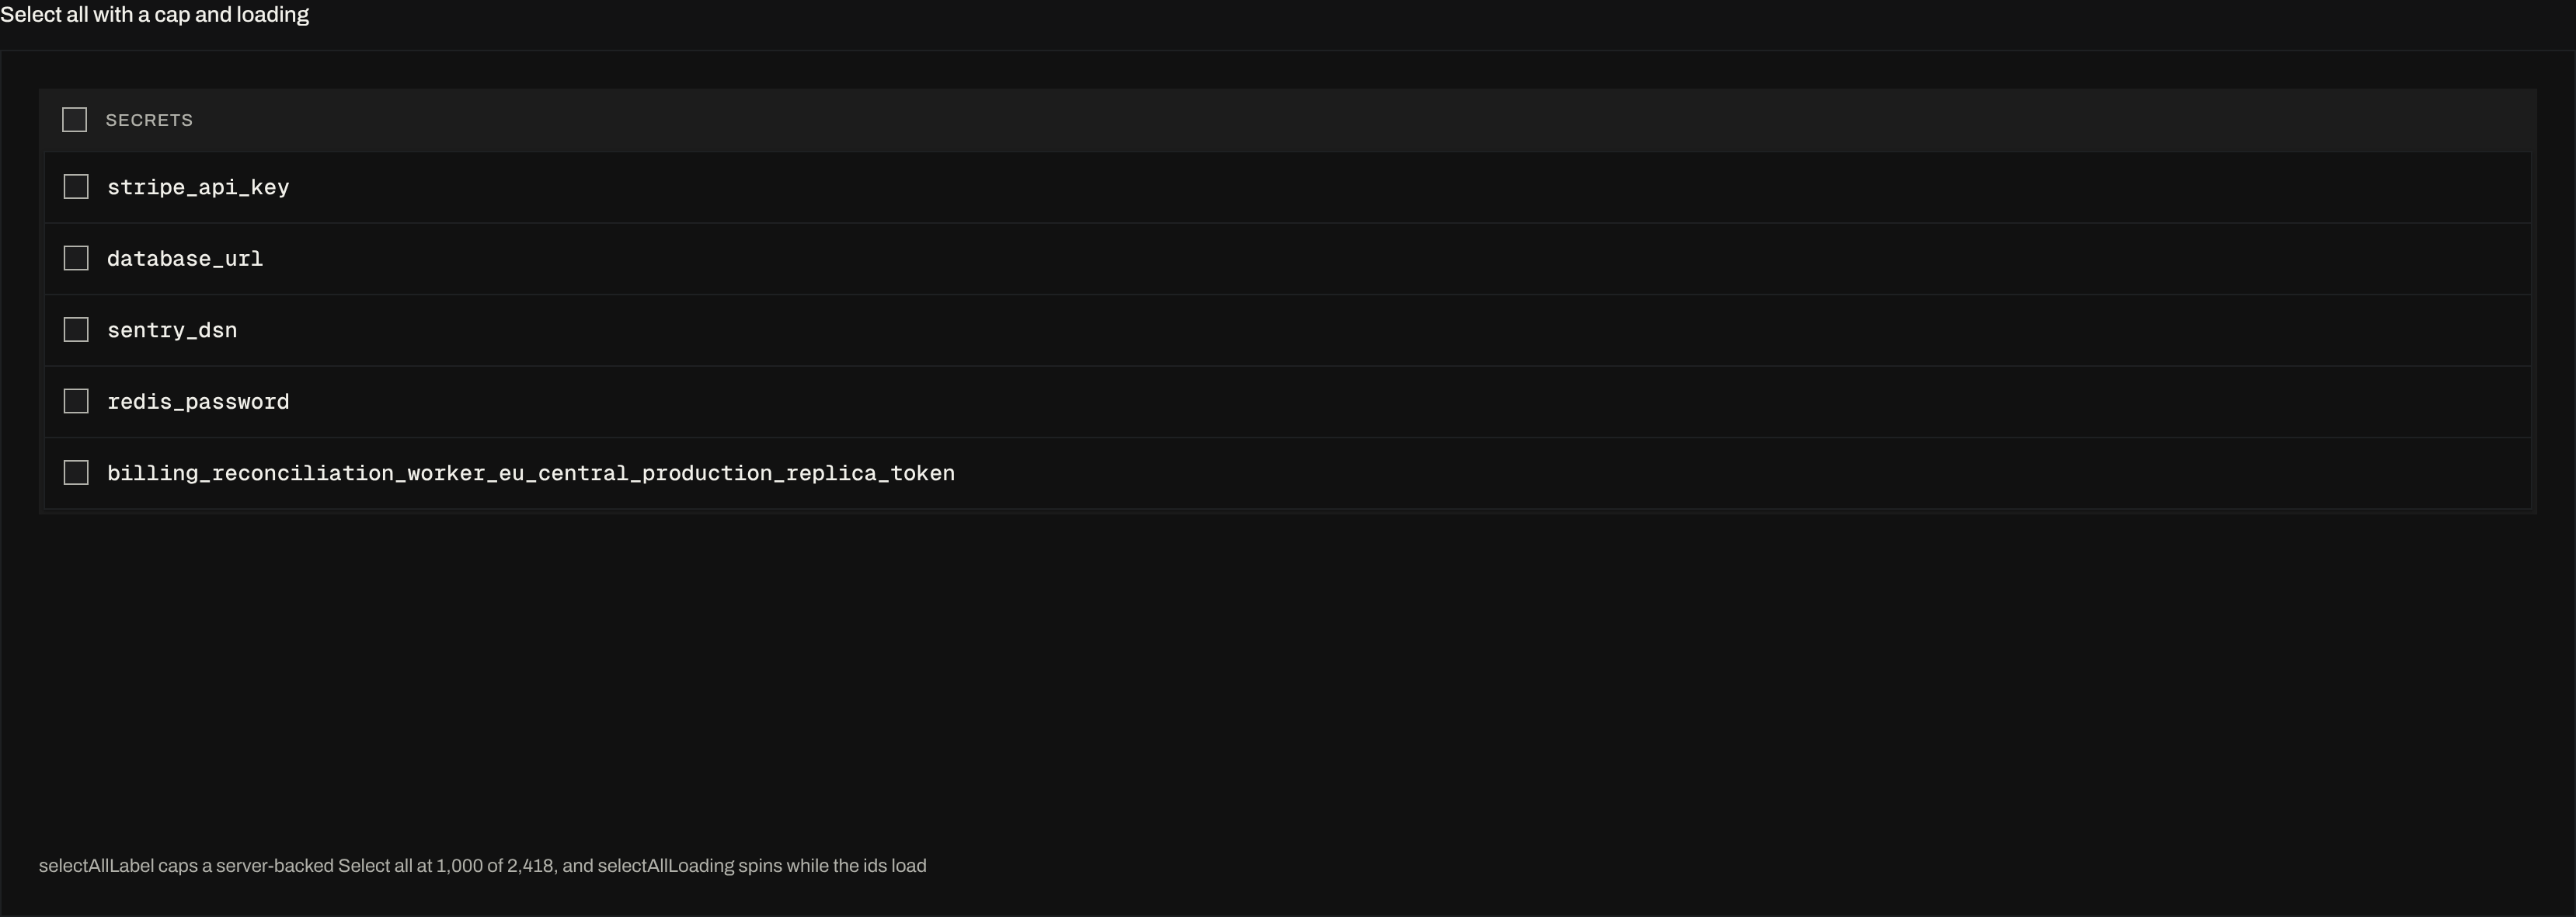 Select all with a cap and loading
SECRETS
stripe_api_key
database_url
sentry_dsn
redis_password
billing_reconciliation_worker_eu_central_production_replica_token
selectAllLabel caps a server-backed Select all at 1,000 of 2,418, and selectAllLoading spins while the ids load